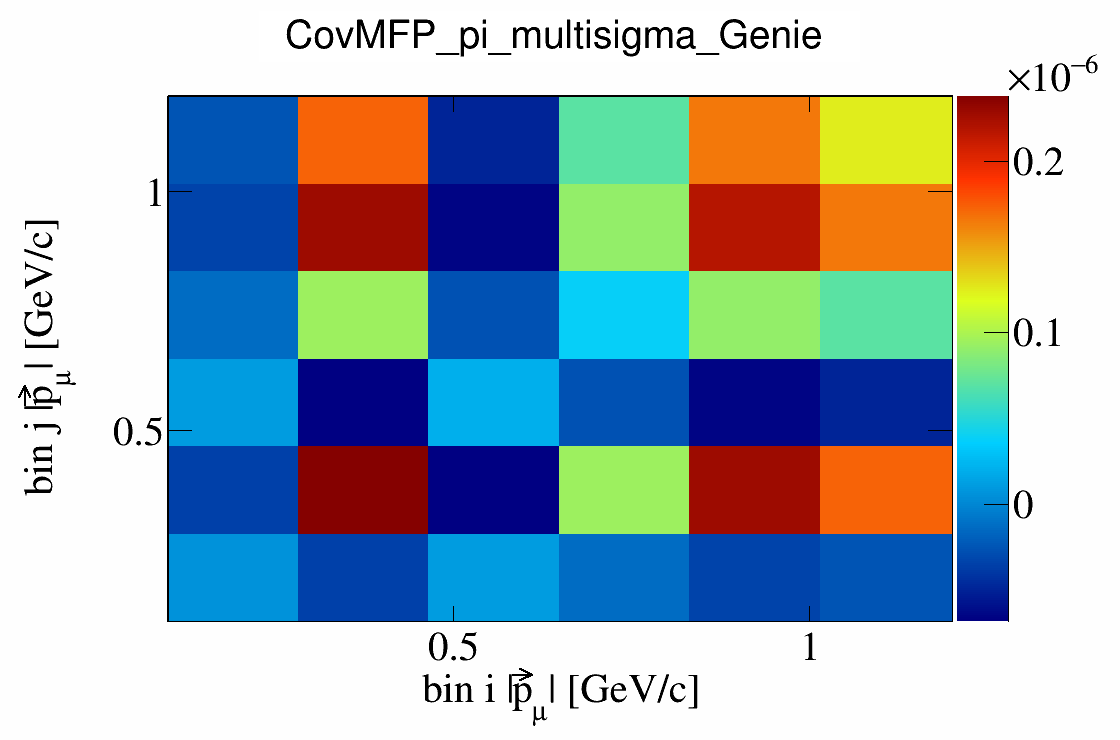 CovMFP_pi_multisigma_Genie
×10⁻⁶
0.2
0.1
0
1
0.5
bin j |p⃗_μ| [GeV/c]
0.5 1
bin i |p⃗_μ| [GeV/c]